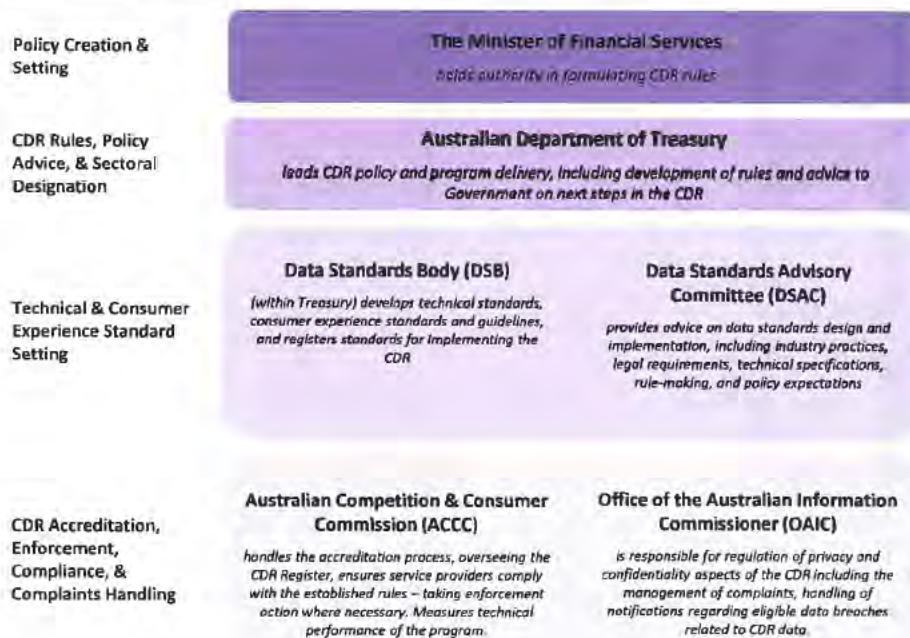 Policy Creation &
Setting
The Minister of Financial Services
holds authority in formulating CDR rules
CDR Rules, Policy
Advice, & Sectoral
Designation
Australian Department of Treasury
leads CDR policy and program delivery, including development of rules and advice to
Government on next steps in the CDR
Technical & Consumer
Experience Standard
Setting
Data Standards Body (DSB)
(within Treasury) develops technical standards,
consumer experience standards and guidelines,
and registers standards for implementing the
CDR
Data Standards Advisory
Committee (DSAC)
provides advice on data standards design and
implementation, including industry practices,
legal requirements, technical specifications,
rule-making, and policy expectations
CDR Accreditation,
Enforcement,
Compliance, &
Complaints Handling
Australian Competition & Consumer
Commission (ACCC)
handles the accreditation process, overseeing the
CDR Register, ensures service providers comply
with the established rules – taking enforcement
action where necessary. Measures technical
performance of the program.
Office of the Australian Information
Commissioner (OAIC)
is responsible for regulation of privacy and
confidentiality aspects of the CDR including the
management of complaints, handling of
notifications regarding eligible data breaches
related to CDR data.